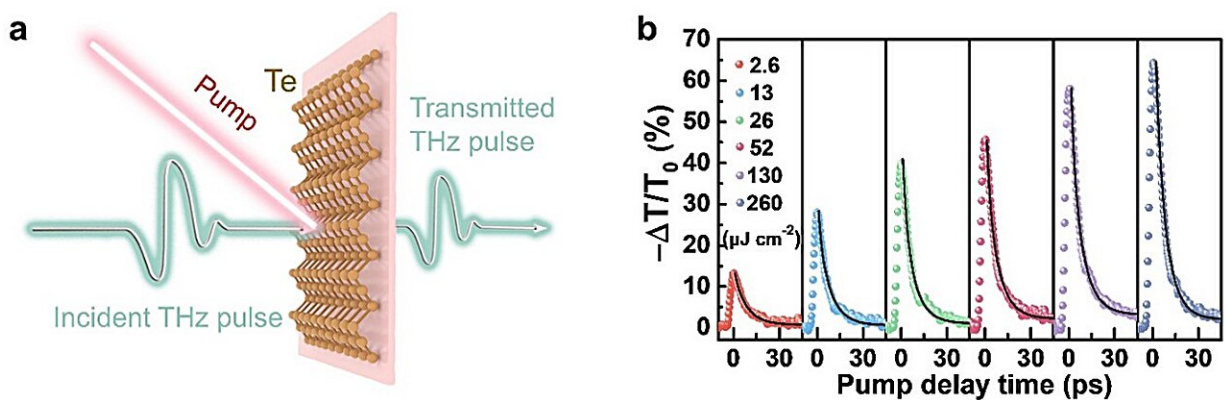 a
Pump
Te
Transmitted
THz pulse
Incident THz pulse
b
−ΔT/T₀ (%)
70
60
50
40
30
20
10
0
2.6
13
26
52
130
260
(µJ cm⁻²)
0 30 0 30 0 30 0 30 0 30 0 30
Pump delay time (ps)